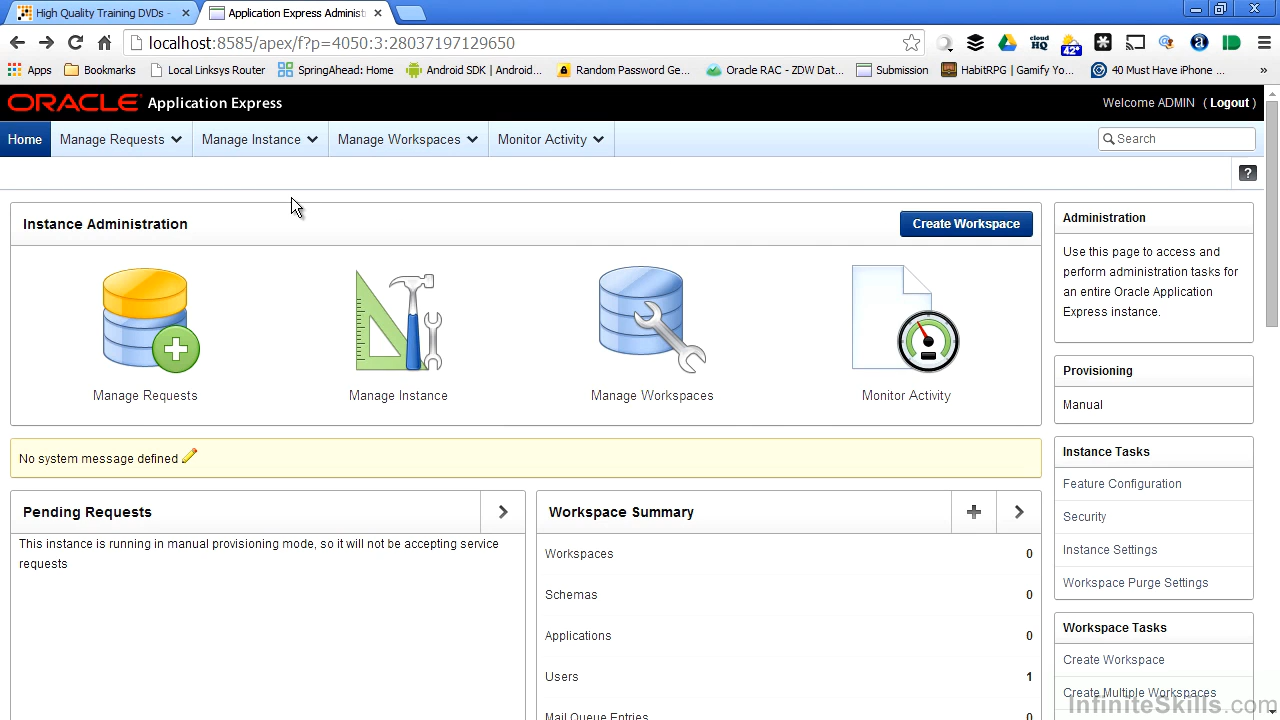 High Quality Training DVDs -
Application Express Administ
localhost:8585/apex/f?p=4050:3:28037197129650
cloud
HQ
42°
Apps
Bookmarks
Local Linksys Router
SpringAhead: Home
Android SDK | Android...
Random Password Ge...
Oracle RAC - ZDW Dat...
Submission
HabitRPG | Gamify Yo...
40 Must Have iPhone ...
»
ORACLE Application Express
Welcome ADMIN ( Logout )
Home
Manage Requests
Manage Instance
Manage Workspaces
Monitor Activity
Search
?
Instance Administration
Create Workspace
Manage Requests
Manage Instance
Manage Workspaces
Monitor Activity
No system message defined
Pending Requests
This instance is running in manual provisioning mode, so it will not be accepting service
requests
Workspace Summary
Workspaces 0
Schemas 0
Applications 0
Users 1
Mail Queue Entries 0
Administration
Use this page to access and
perform administration tasks for
an entire Oracle Application
Express instance.
Provisioning
Manual
Instance Tasks
Feature Configuration
Security
Instance Settings
Workspace Purge Settings
Workspace Tasks
Create Workspace
Create Multiple Workspaces
InfiniteSkills.com